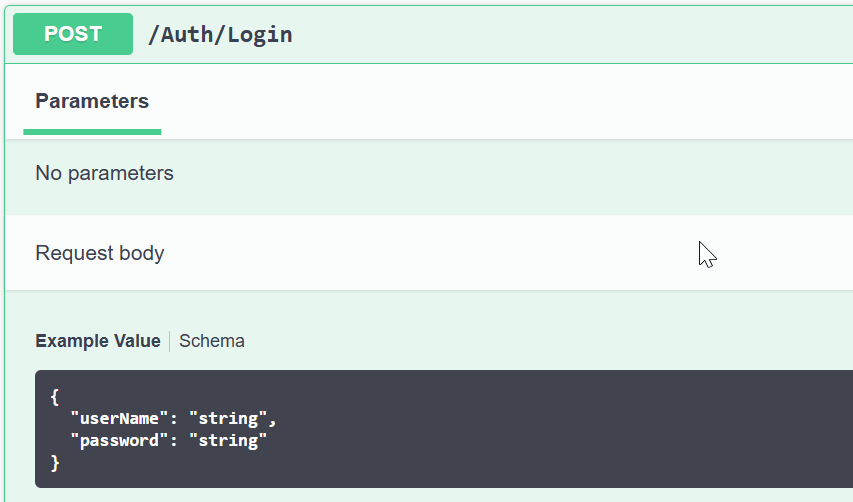 POST /Auth/Login
Parameters
No parameters
Request body
Example Value Schema
{
"userName": "string",
"password": "string"
}